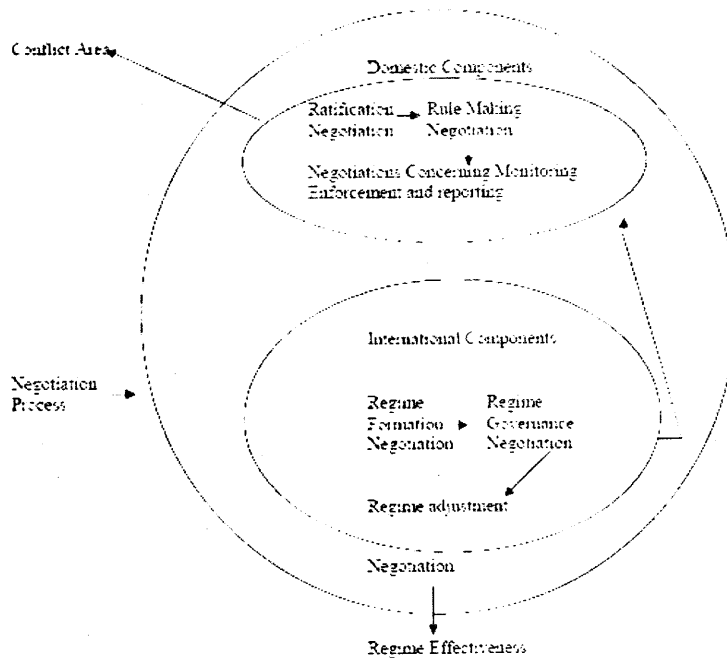 Conflict Area
Domestic Components
Ratification
Negotiation
Rule Making
Negotiation
Negotiations Concerning Monitoring
Enforcement and reporting
International Components
Negotiation
Process
Regime
Formation
Negotiation
Regime
Governance
Negotiation
Regime adjustment
Negotiation
Regime Effectiveness